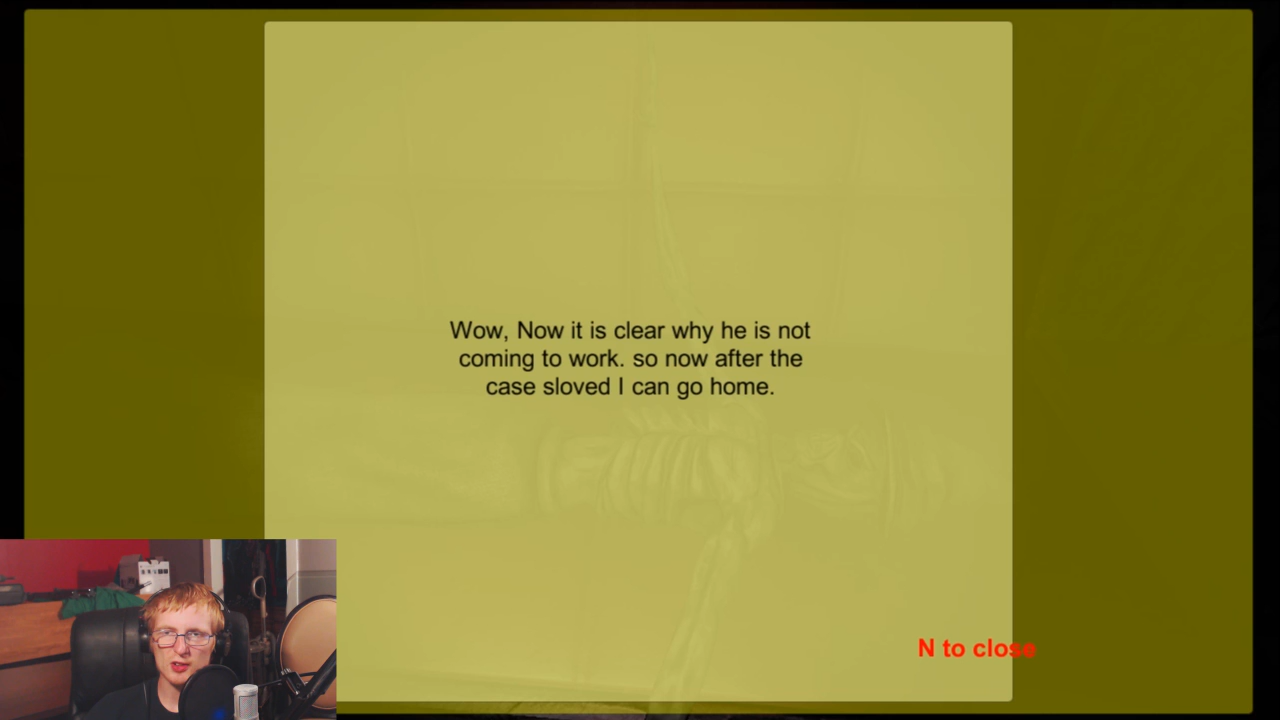 Wow, Now it is clear why he is not
coming to work. so now after the
case sloved I can go home.
N to close